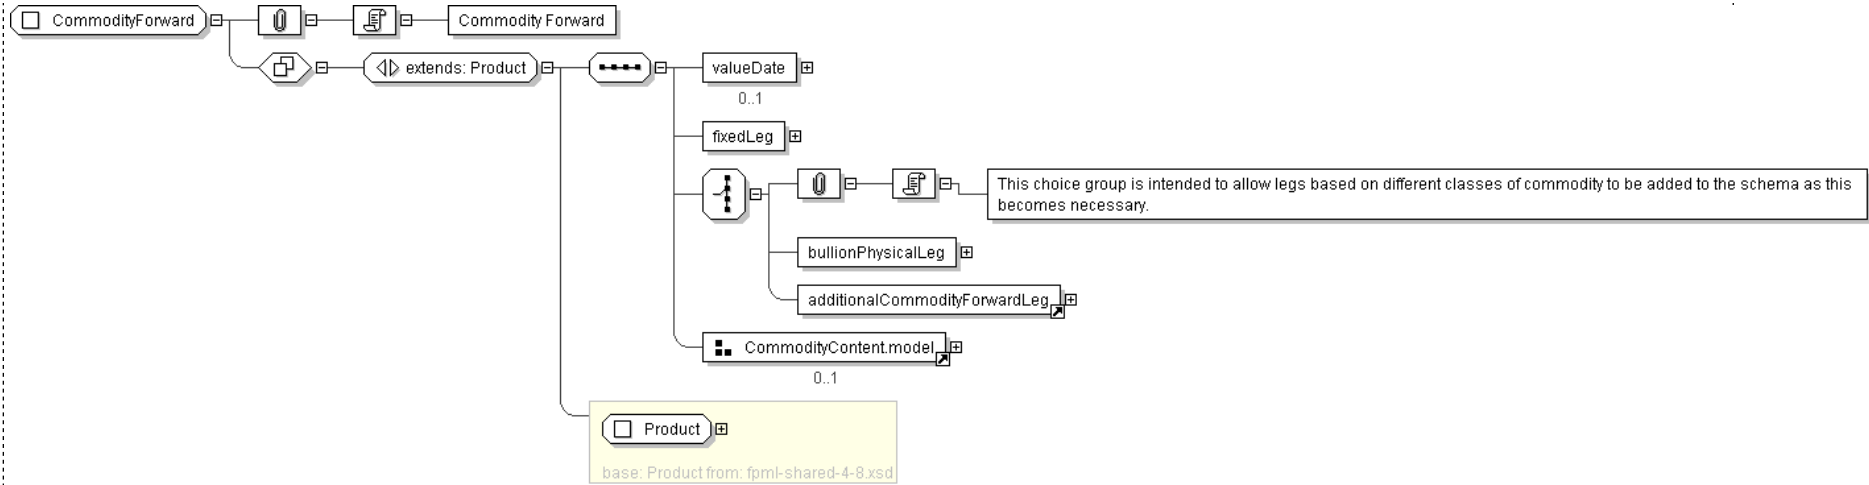 CommodityForward
Commodity Forward
extends: Product
valueDate
0..1
fixedLeg
This choice group is intended to allow legs based on different classes of commodity to be added to the schema as this
becomes necessary.
bullionPhysicalLeg
additionalCommodityForwardLeg
CommodityContent.model
0..1
Product
base: Product from: fpml-shared-4-8.xsd